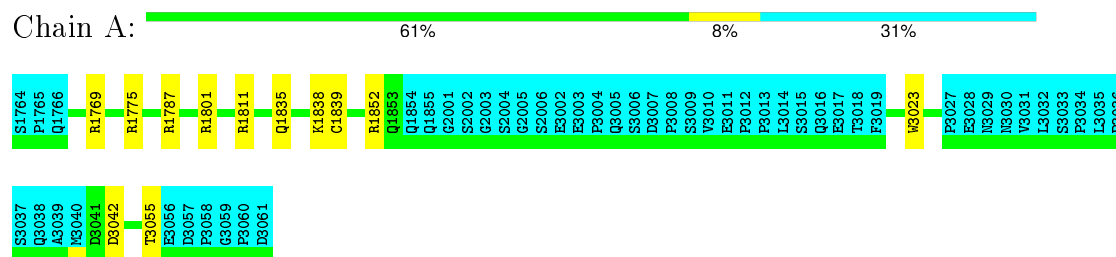 Chain A:
61% 8% 31%
S1764 P1765 Q1766 R1769 R1775 R1787 R1801 R1811 Q1835 K1838 C1839 R1852 Q1853 Q1854 Q1855 G2001 S2002 G2003 S2004 G2005 S2006 E3002 E3003 P3004 Q3005 S3006 D3007 P3008 S3009 V3010 E3011 P3012 P3013 L3014 S3015 Q3016 E3017 T3018 F3019 W3023 P3027 E3028 N3029 N3030 V3031 L3032 S3033 P3034 L3035
S3037 Q3038 A3039 M3040 D3041 D3042 T3055 E3056 D3057 P3058 G3059 P3060 D3061